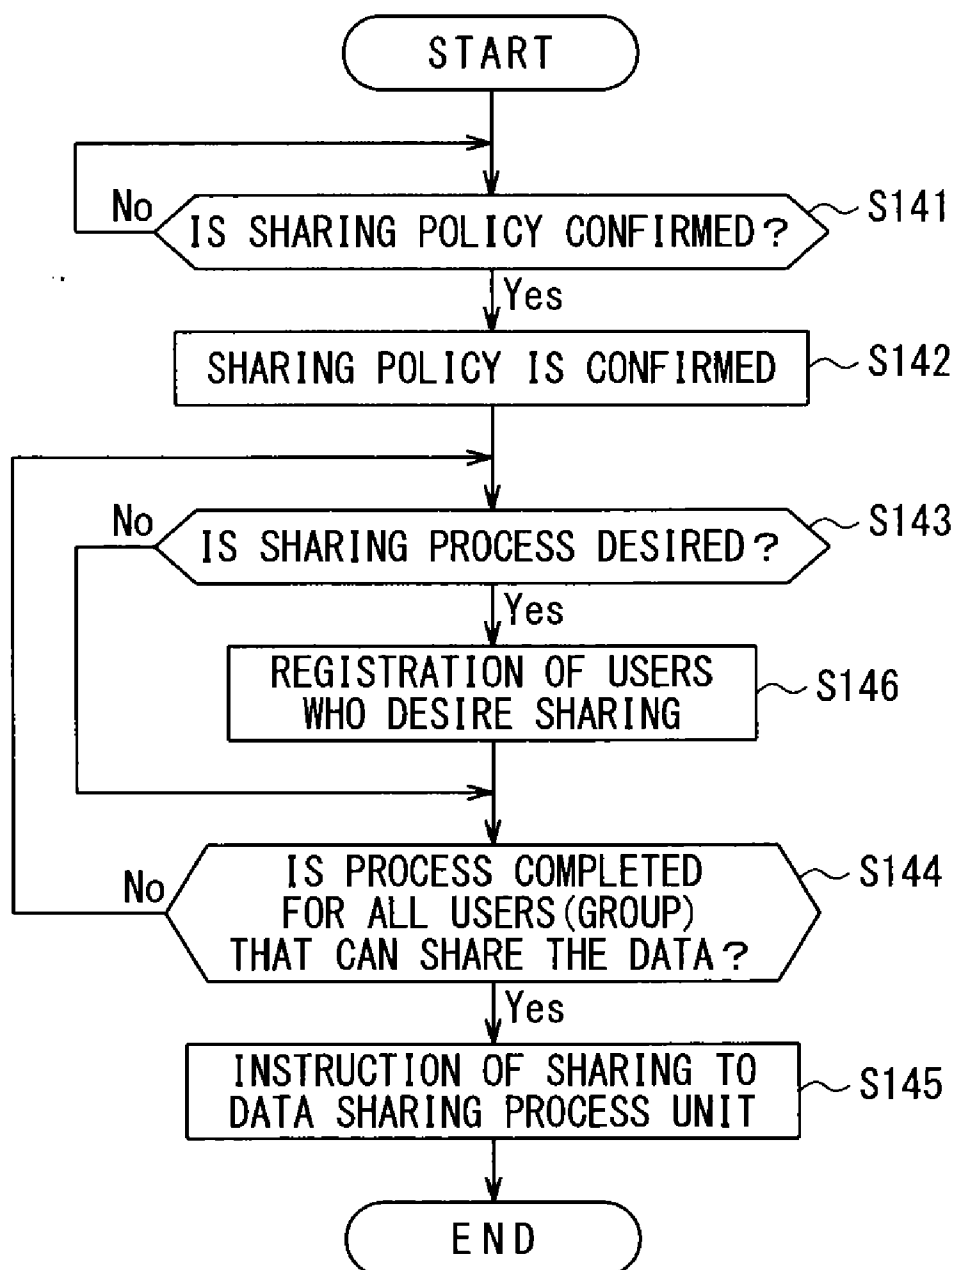 START
No
IS SHARING POLICY CONFIRMED?
S141
Yes
SHARING POLICY IS CONFIRMED
S142
No
IS SHARING PROCESS DESIRED?
S143
Yes
REGISTRATION OF USERS
WHO DESIRE SHARING
S146
No
IS PROCESS COMPLETED
FOR ALL USERS(GROUP)
THAT CAN SHARE THE DATA?
S144
Yes
INSTRUCTION OF SHARING TO
DATA SHARING PROCESS UNIT
S145
END